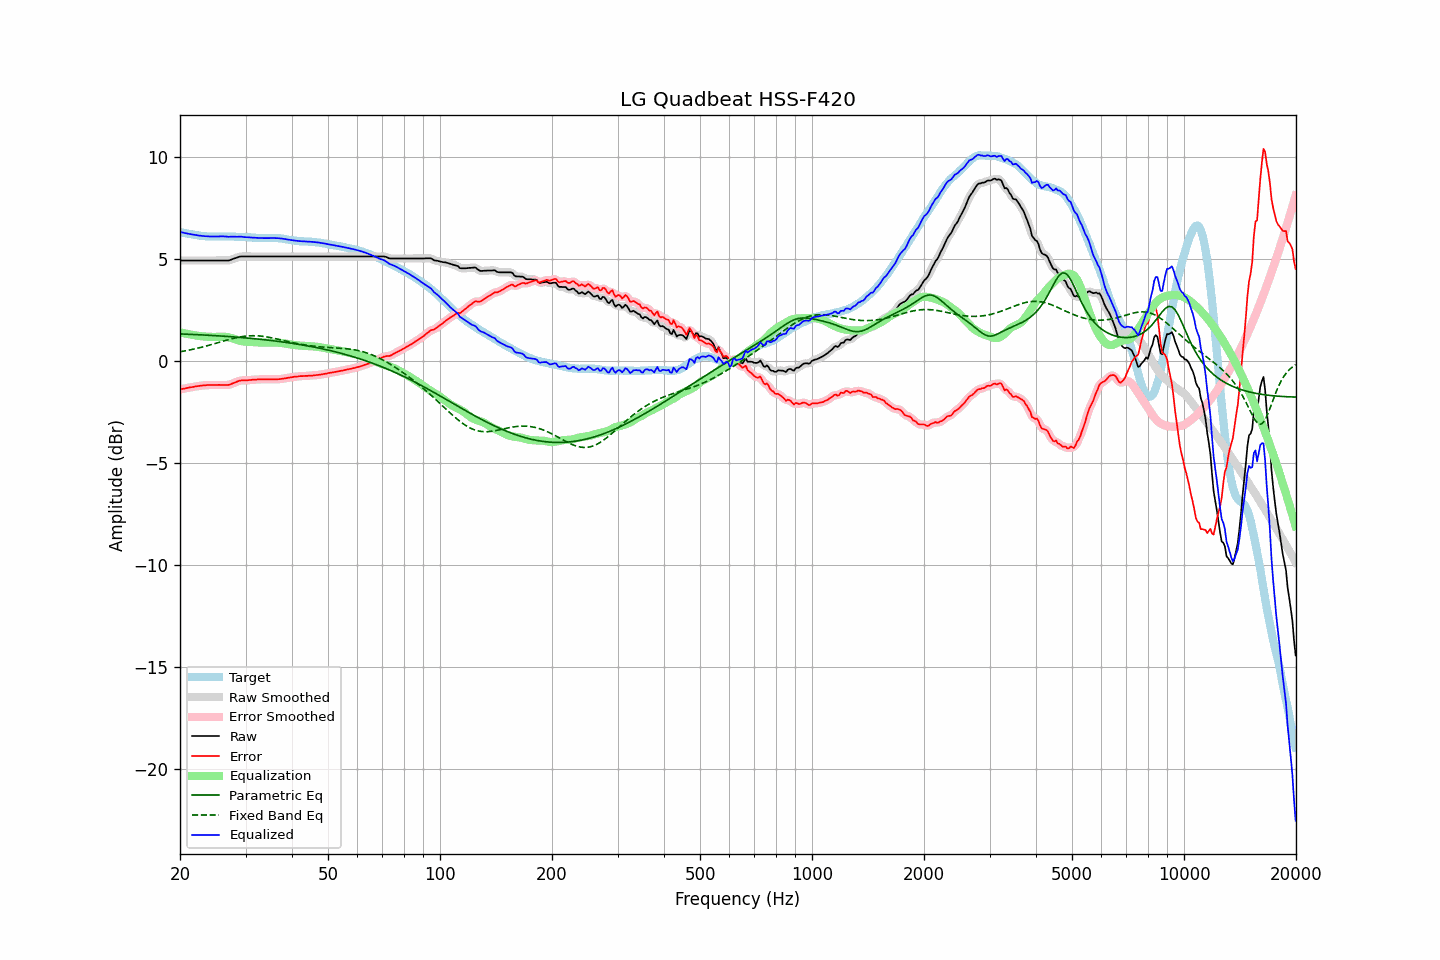 LG Quadbeat HSS-F420
Amplitude (dBr)
10
5
0
−5
−10
−15
−20
Target
Raw Smoothed
Error Smoothed
Raw
Error
Equalization
Parametric Eq
Fixed Band Eq
Equalized
20 50 100 200 500 1000 2000 5000 10000 20000
Frequency (Hz)